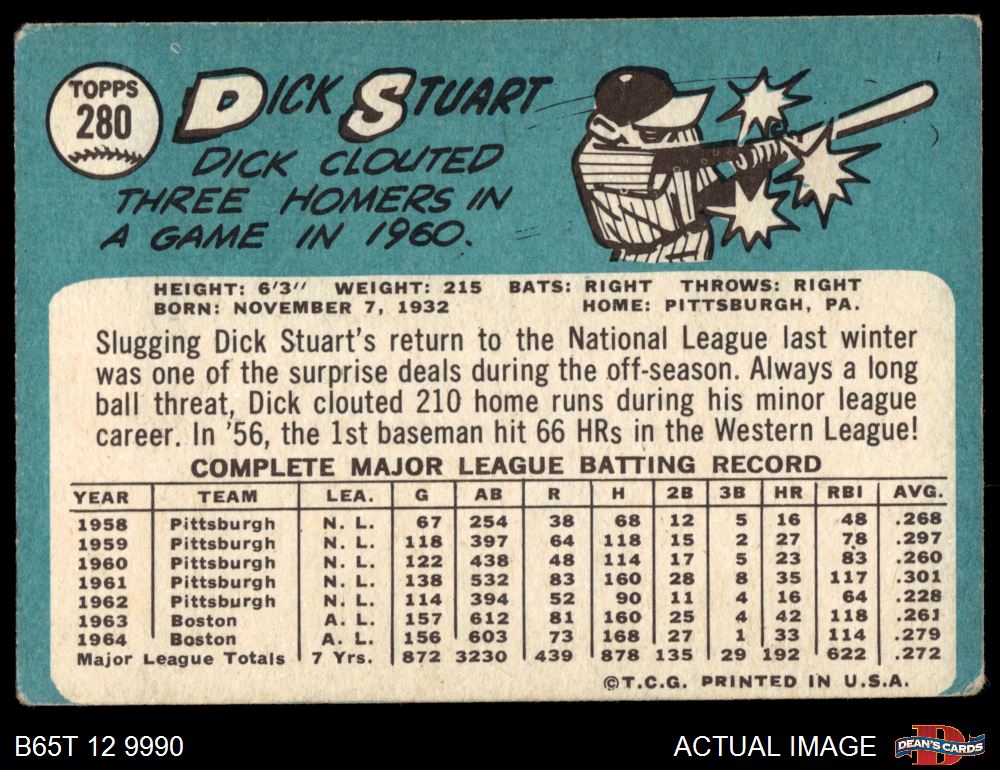 TOPPS
280
DICK STUART
DICK CLOUTED
THREE HOMERS IN
A GAME IN 1960.
HEIGHT: 6'3" WEIGHT: 215 BATS: RIGHT THROWS: RIGHT
BORN: NOVEMBER 7, 1932 HOME: PITTSBURGH, PA.
Slugging Dick Stuart's return to the National League last winter
was one of the surprise deals during the off-season. Always a long
ball threat, Dick clouted 210 home runs during his minor league
career. In '56, the 1st baseman hit 66 HRs in the Western League!
COMPLETE MAJOR LEAGUE BATTING RECORD
YEAR TEAM LEA. G AB R H 2B 3B HR RBI AVG.
1958 Pittsburgh N. L. 67 254 38 68 12 5 16 48 .268
1959 Pittsburgh N. L. 118 397 64 118 15 2 27 78 .297
1960 Pittsburgh N. L. 122 438 48 114 17 5 23 83 .260
1961 Pittsburgh N. L. 138 532 83 160 28 8 35 117 .301
1962 Pittsburgh N. L. 114 394 52 90 11 4 16 64 .228
1963 Boston A. L. 157 612 81 160 25 4 42 118 .261
1964 Boston A. L. 156 603 73 168 27 1 33 114 .279
Major League Totals 7 Yrs. 872 3230 439 878 135 29 192 622 .272
©T.C.G. PRINTED IN U.S.A.
B65T 12 9990 ACTUAL IMAGE DEAN'S CARDS